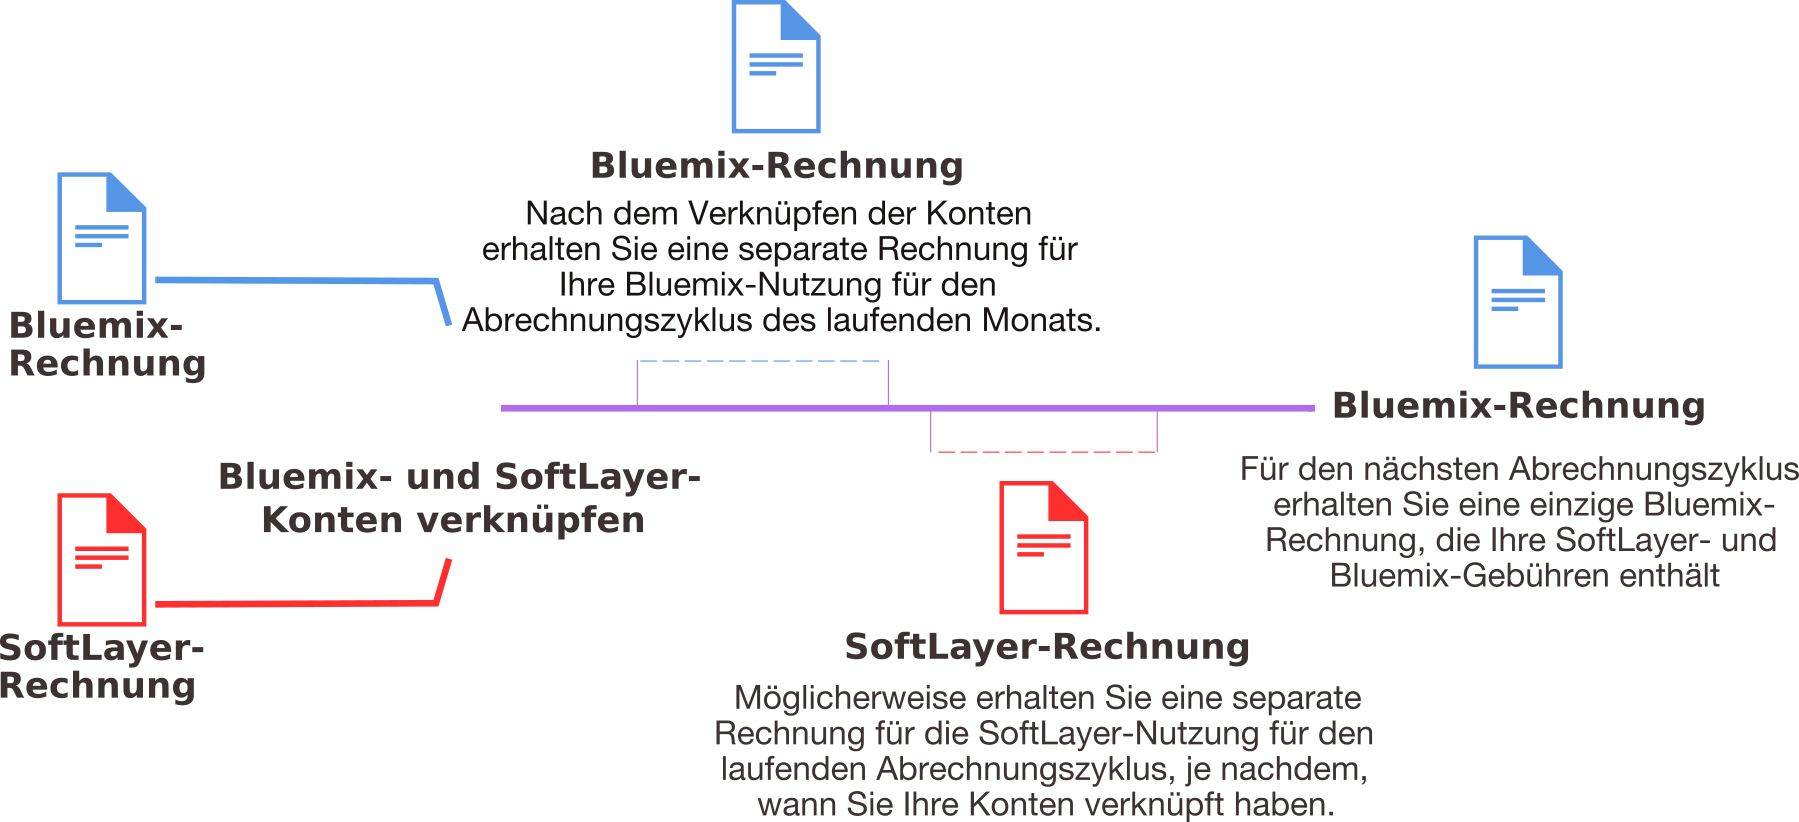 Bluemix-
Rechnung
SoftLayer-
Rechnung
Bluemix- und SoftLayer-
Konten verknüpfen
Bluemix-Rechnung
Nach dem Verknüpfen der Konten
erhalten Sie eine separate Rechnung für
Ihre Bluemix-Nutzung für den
Abrechnungszyklus des laufenden Monats.
SoftLayer-Rechnung
Möglicherweise erhalten Sie eine separate
Rechnung für die SoftLayer-Nutzung für den
laufenden Abrechnungszyklus, je nachdem,
wann Sie Ihre Konten verknüpft haben.
Bluemix-Rechnung
Für den nächsten Abrechnungszyklus
erhalten Sie eine einzige Bluemix-
Rechnung, die Ihre SoftLayer- und
Bluemix-Gebühren enthält